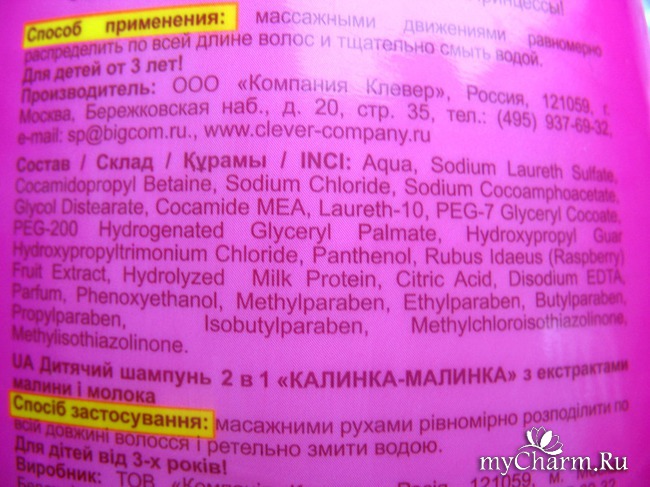 принцессы!
Способ применения: массажными движениями равномерно
распределить по всей длине волос и тщательно смыть водой.
Для детей от 3 лет!
Производитель: ООО «Компания Клевер», Россия, 121059, г.
Москва, Бережковская наб., д. 20, стр. 35, тел.: (495) 937-69-32,
e-mail: sp@bigcom.ru., www.clever-company.ru
Состав / Склад / Құрамы / INCI: Aqua, Sodium Laureth Sulfate,
Cocamidopropyl Betaine, Sodium Chloride, Sodium Cocoamphoacetate,
Glycol Distearate, Cocamide MEA, Laureth-10, PEG-7 Glyceryl Cocoate,
PEG-200 Hydrogenated Glyceryl Palmate, Hydroxypropyl Guar
Hydroxypropyltrimonium Chloride, Panthenol, Rubus Idaeus (Raspberry)
Fruit Extract, Hydrolyzed Milk Protein, Citric Acid, Disodium EDTA,
Parfum, Phenoxyethanol, Methylparaben, Ethylparaben, Butylparaben,
Propylparaben, Isobutylparaben, Methylchloroisothiazolinone,
Methylisothiazolinone.
UA Дитячий шампунь 2 в 1 «КАЛИНКА-МАЛИНКА» з екстрактами
малини і молока
Спосіб застосування: масажними рухами рівномірно розподілити по
всій довжині волосся і ретельно змити водою.
Для дітей від 3-х років!
Виробник: ТОВ
myCharm.Ru